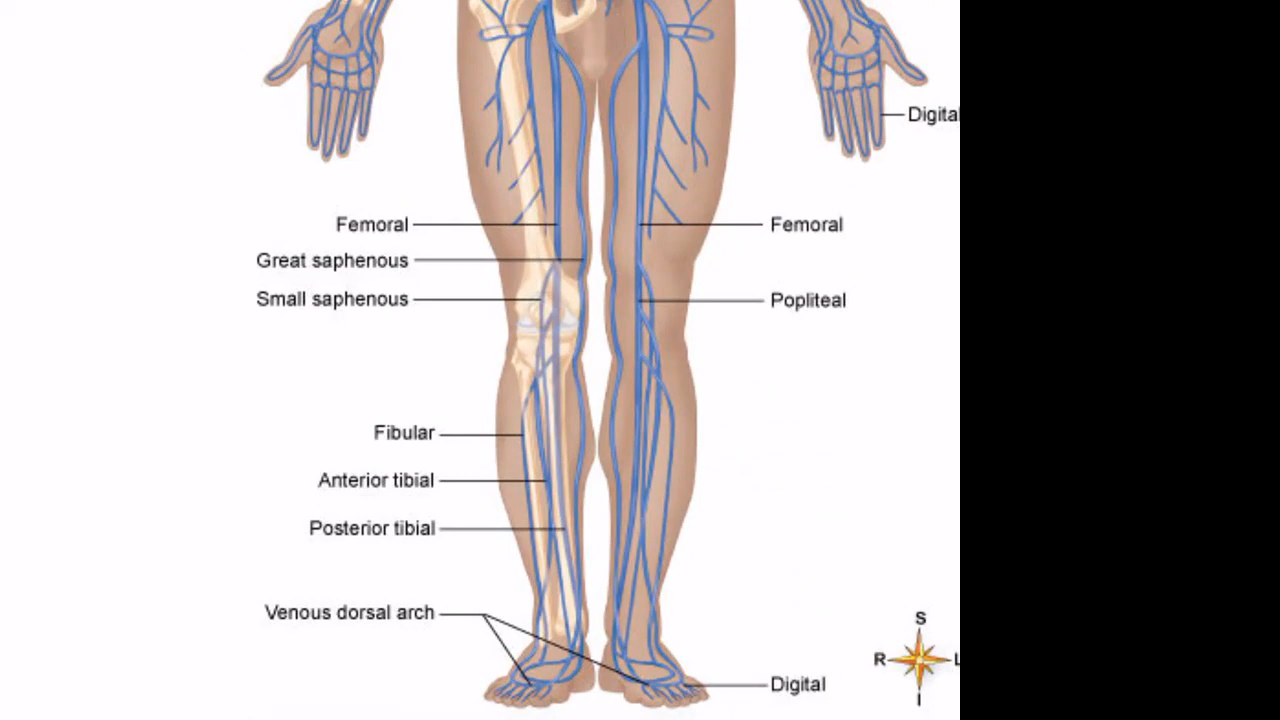 Digital
Femoral
Femoral
Great saphenous
Small saphenous
Popliteal
Fibular
Anterior tibial
Posterior tibial
Venous dorsal arch
S
R L
I
Digital